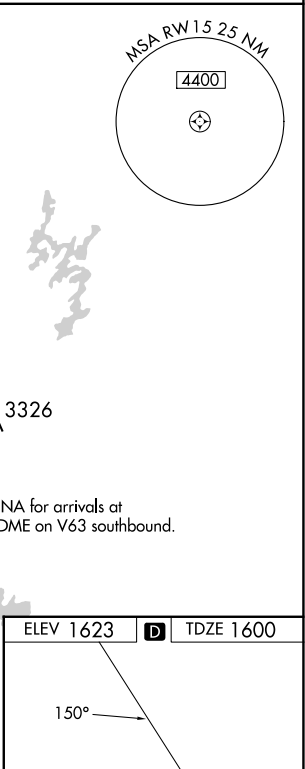 MSA RW15 25 NM
4400
3326
NA for arrivals at
DME on V63 southbound.
ELEV 1623 D TDZE 1600
150°